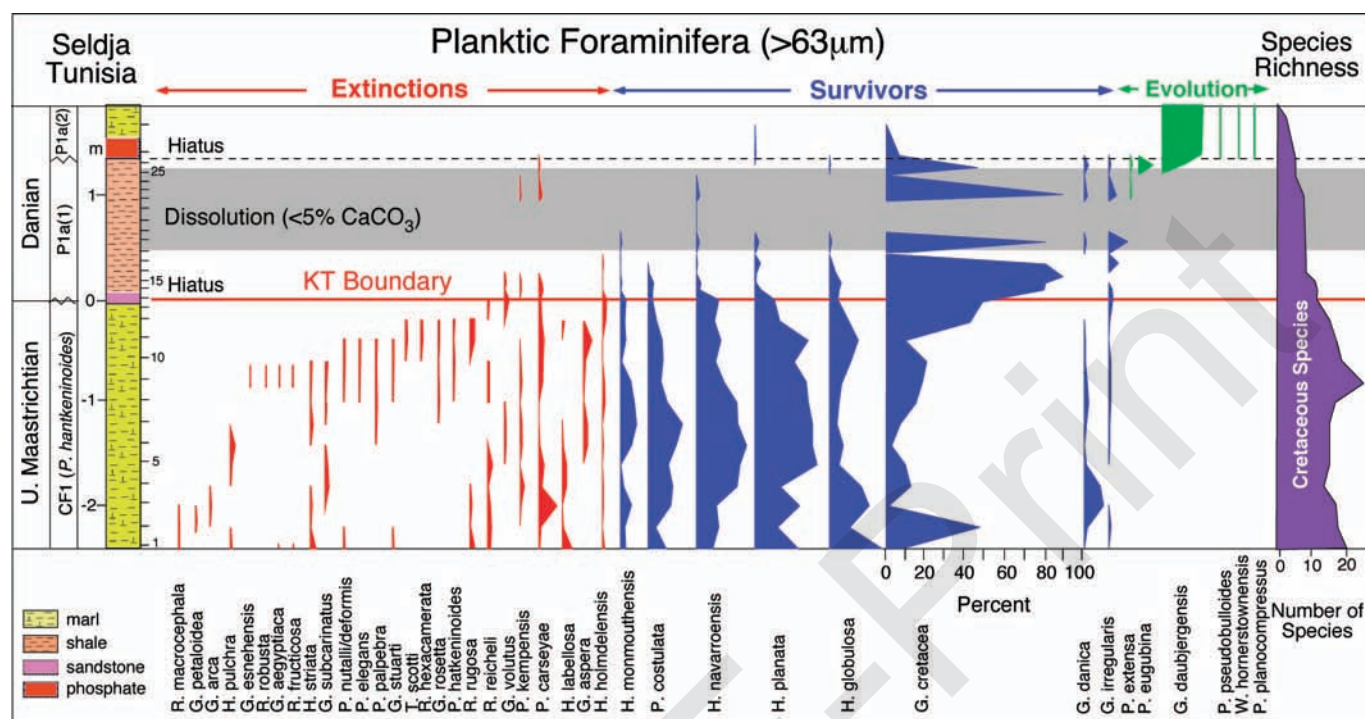 Seldja
Tunisia
Planktic Foraminifera (>63µm)
Species
Richness
Extinctions
Survivors
Evolution
Danian
U. Maastrichtian
P1a(2)
P1a(1)
CF1 (P. hantkeninoides)
m
1
0
-1
-2
25
15
10
5
1
Hiatus
Dissolution (<5% CaCO3)
KT Boundary
Hiatus
Cretaceous Species
0 20 40 60 80 100
Percent
0 10 20
Number of
Species
marl
shale
sandstone
phosphate
R. macrocephala
G. petaloidea
G. arca
H. pulchra
G. esnehensis
R. robusta
G. aegyptiaca
R. fructicosa
H. striata
G. subcarinatus
P. nutalli/deformis
P. elegans
P. palpebra
G. stuarti
T. scotti
R. hexacamerata
G. rosetta
P. hatkeninoides
R. rugosa
R. reicheli
G. volutus
P. kempensis
P. carseyae
H. labellosa
G. aspera
H. holmdelensis
H. monmouthensis
P. costulata
H. navarroensis
H. planata
H. globulosa
G. cretacea
G. danica
G. irregularis
P. extensa
P. eugubina
G. daubjergensis
P. pseudobulloides
W. hornerstownensis
P. planocompressus